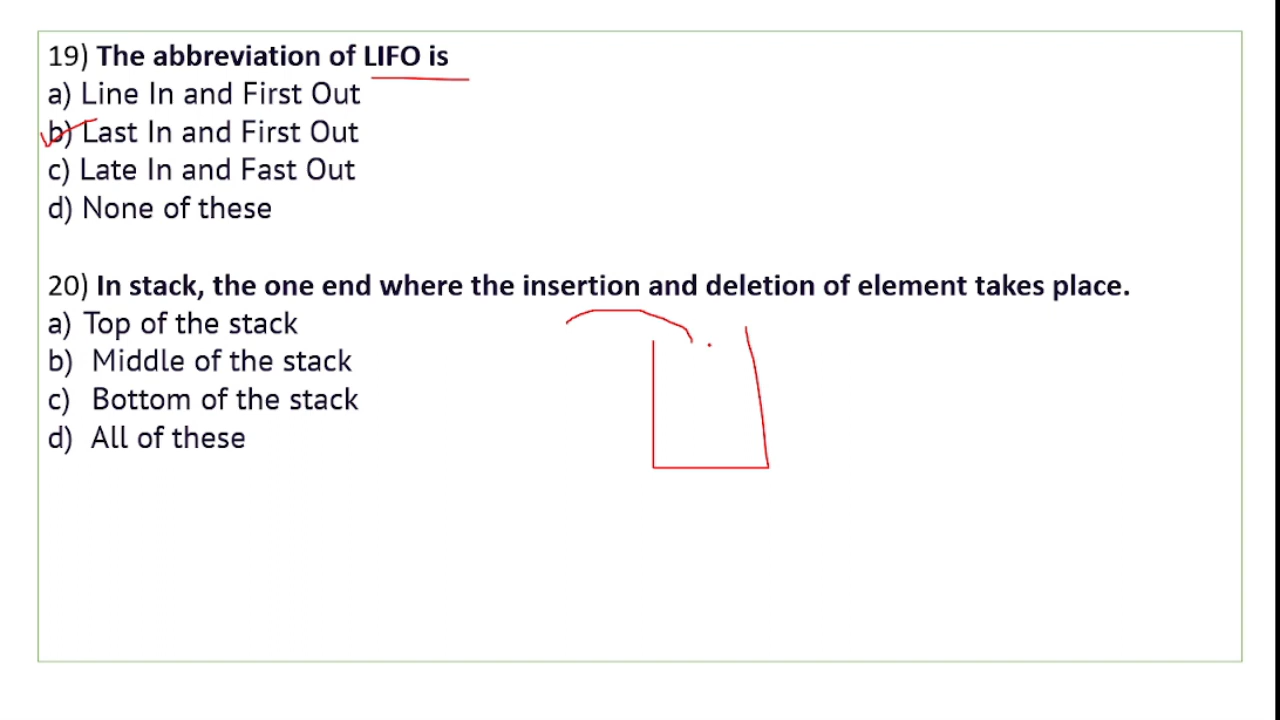 19) The abbreviation of LIFO is
a) Line In and First Out
b) Last In and First Out
c) Late In and Fast Out
d) None of these
20) In stack, the one end where the insertion and deletion of element takes place.
a) Top of the stack
b) Middle of the stack
c) Bottom of the stack
d) All of these